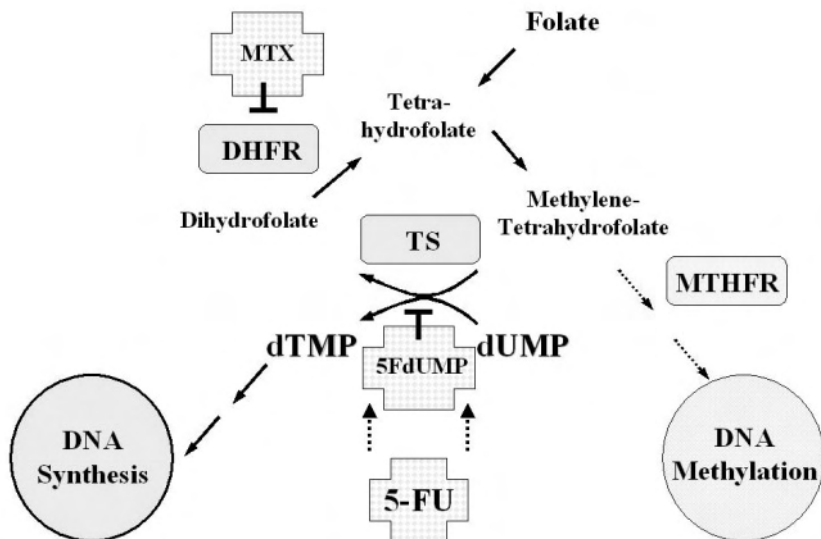 Folate
MTX
Tetra-
hydrofolate
DHFR
Dihydrofolate
Methylene-
Tetrahydrofolate
TS
MTHFR
dTMP
dUMP
5FdUMP
DNA
Synthesis
DNA
Methylation
5-FU